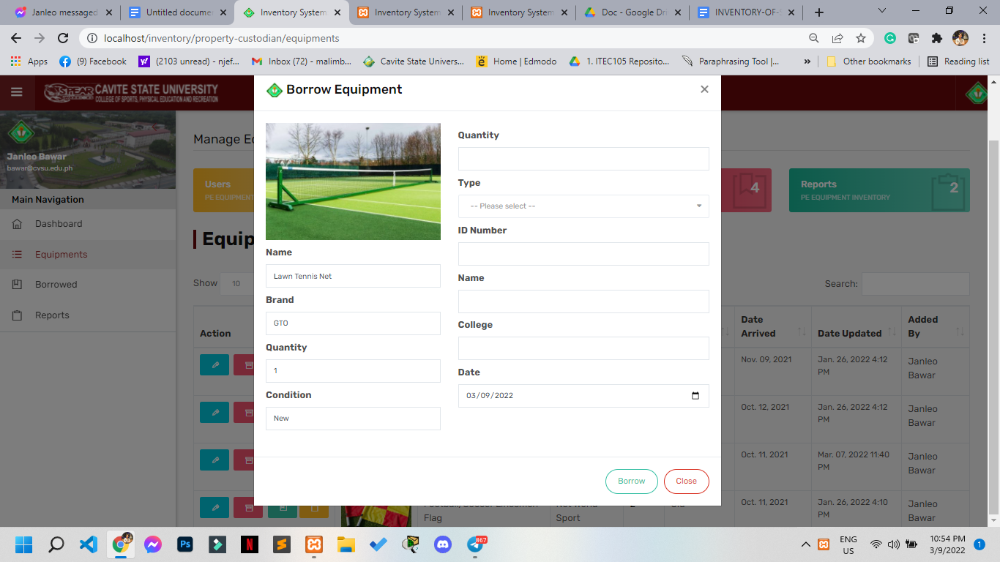 Janleo messaged
Untitled docume
Inventory System
Inventory System
Inventory System
Doc - Google Dri
INVENTORY-OF-
localhost/inventory/property-custodian/equipments
Apps
(9) Facebook
(2103 unread) - njef...
Inbox (72) - malimb...
Cavite State Univers...
Home | Edmodo
1. ITEC105 Reposito...
Paraphrasing Tool |...
»
Other bookmarks
Reading list
SPEAR
CAVITE STATE UNIVERSITY
COLLEGE OF SPORTS, PHYSICAL EDUCATION AND RECREATION
Janleo Bawar
bawar@cvsu.edu.ph
Main Navigation
Dashboard
Equipments
Borrowed
Reports
Manage E
Users
PE EQUIPMENT
4
Reports
PE EQUIPMENT INVENTORY
2
Equip
Show 10
Search:
Action
Date Arrived
Date Updated
Added By
Nov. 09, 2021
Jan. 26, 2022 4:12 PM
Janleo Bawar
Oct. 12, 2021
Jan. 26, 2022 4:12 PM
Janleo Bawar
Oct. 11, 2021
Mar. 07, 2022 11:40 PM
Janleo Bawar
Football/Soccer Linesmen Flag
Net World Sport
2
Old
Oct. 11, 2021
Jan. 26, 2022 4:10 PM
Janleo Bawar
Borrow Equipment
×
Name
Lawn Tennis Net
Brand
GTO
Quantity
1
Condition
New
Quantity
Type
-- Please select --
ID Number
Name
College
Date
03/09/2022
Borrow
Close
867
ENG
US
10:54 PM
3/9/2022
1